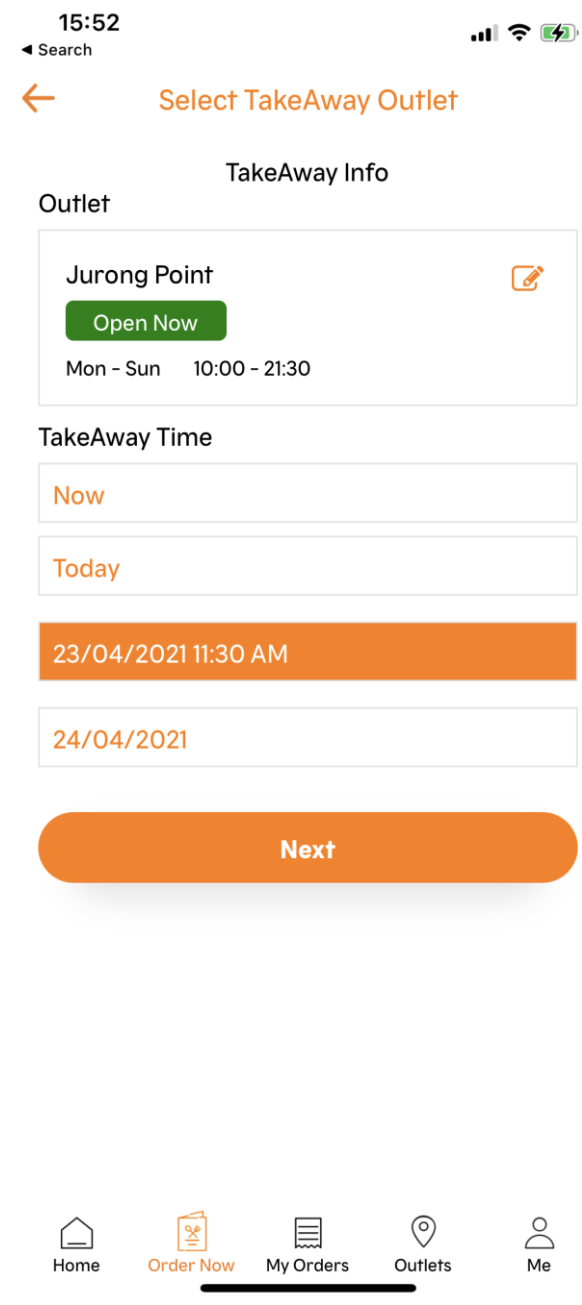 15:52
◀ Search
Select TakeAway Outlet
TakeAway Info
Outlet
Jurong Point
Open Now
Mon - Sun 10:00 - 21:30
TakeAway Time
Now
Today
23/04/2021 11:30 AM
24/04/2021
Next
Home Order Now My Orders Outlets Me